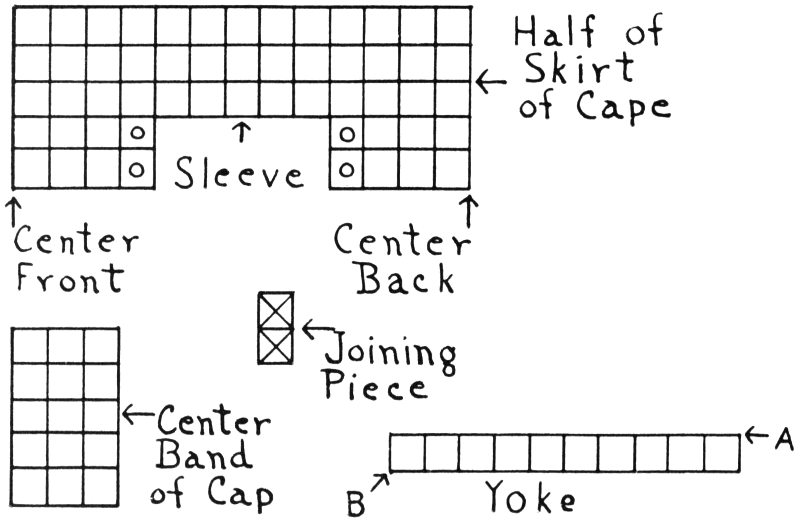 Half of
Skirt
of Cape
Sleeve
Center
Front
Center
Back
Joining
Piece
Center
Band
of Cap
A
B
Yoke